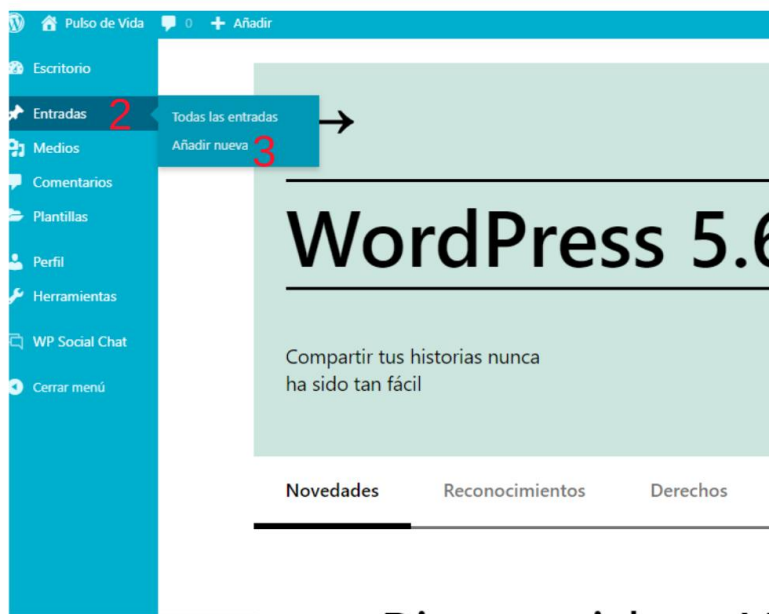 Pulso de Vida 0 + Añadir
Escritorio
Entradas 2
Todas las entradas
Añadir nueva 3
Medios
Comentarios
Plantillas
Perfil
Herramientas
WP Social Chat
Cerrar menú
WordPress 5.6
Compartir tus historias nunca
ha sido tan fácil
Novedades Reconocimientos Derechos